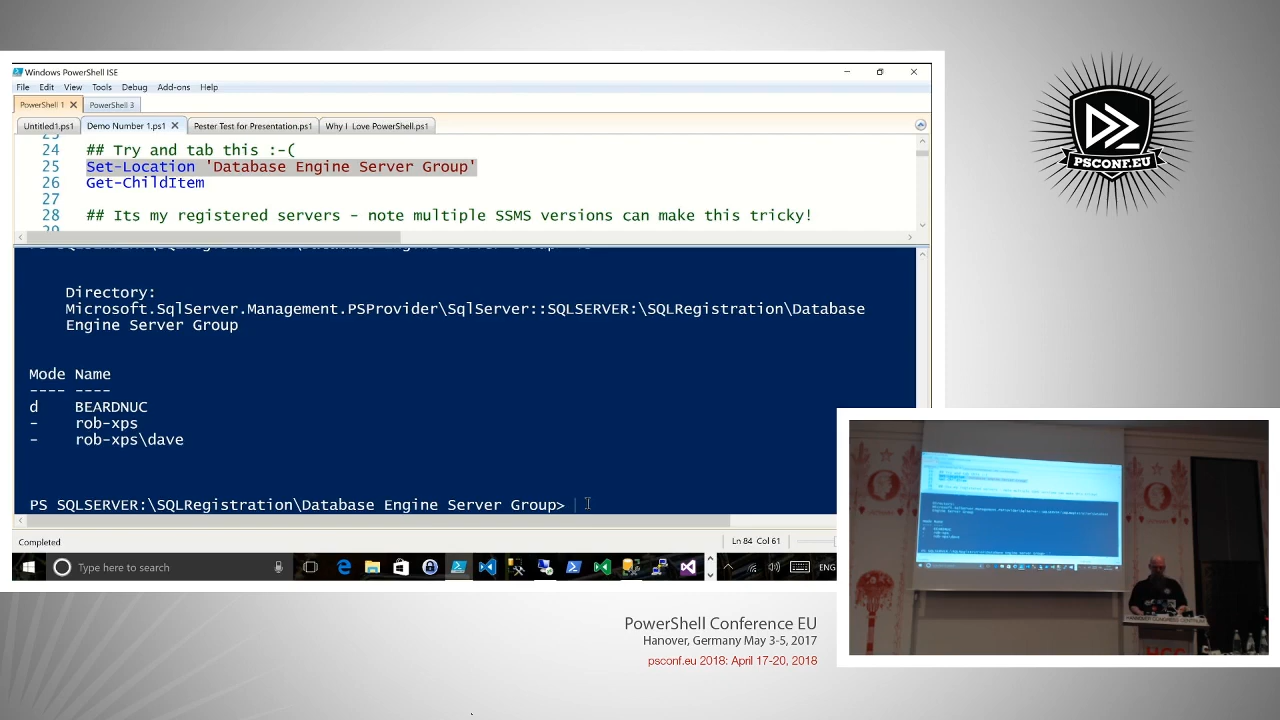 Windows PowerShell ISE
File Edit View Tools Debug Add-ons Help
PowerShell 1 PowerShell 3
Untitled1.ps1 Demo Number 1.ps1 Pester Test for Presentation.ps1 Why I Love PowerShell.ps1
24 ## Try and tab this :-(
25 Set-Location 'Database Engine Server Group'
26 Get-ChildItem
27
28 ## Its my registered servers - note multiple SSMS versions can make this tricky!
Directory:
Microsoft.SqlServer.Management.PSProvider\SqlServer::SQLSERVER:\SQLRegistration\Database
Engine Server Group
Mode Name
---- ----
d BEARDNUC
- rob-xps
- rob-xps\dave
PS SQLSERVER:\SQLRegistration\Database Engine Server Group>
Completed
Ln 84 Col 61
Type here to search
ENG
PSCONF.EU
PowerShell Conference EU
Hanover, Germany May 3-5, 2017
psconf.eu 2018: April 17-20, 2018